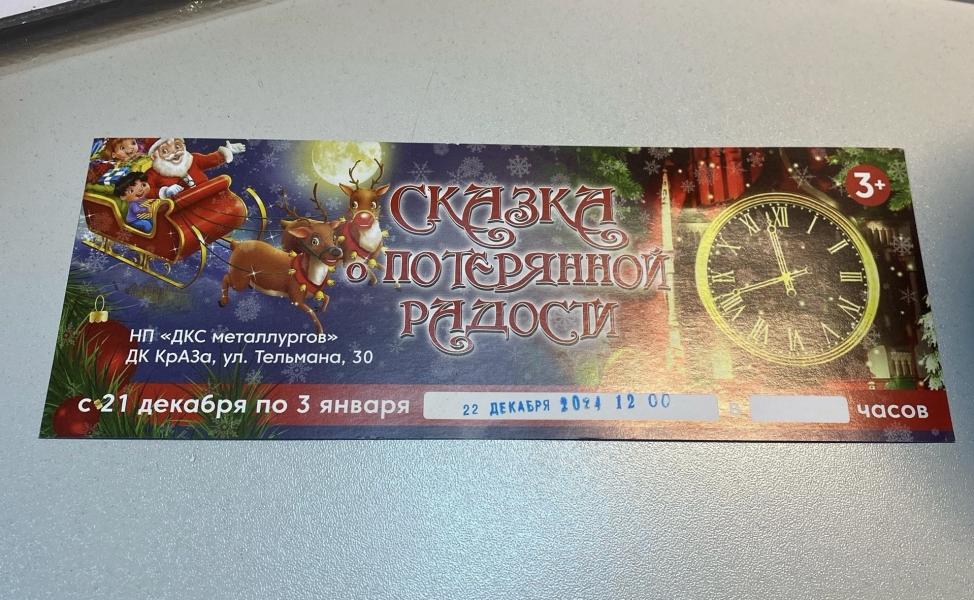 3+
СКАЗКА
О ПОТЕРЯННОЙ
РАДОСТИ
НП «ДКС металлургов»
ДК КрАЗа, ул. Тельмана, 30
с 21 декабря по 3 января 22 ДЕКАБРЯ 2024 12 00 в часов